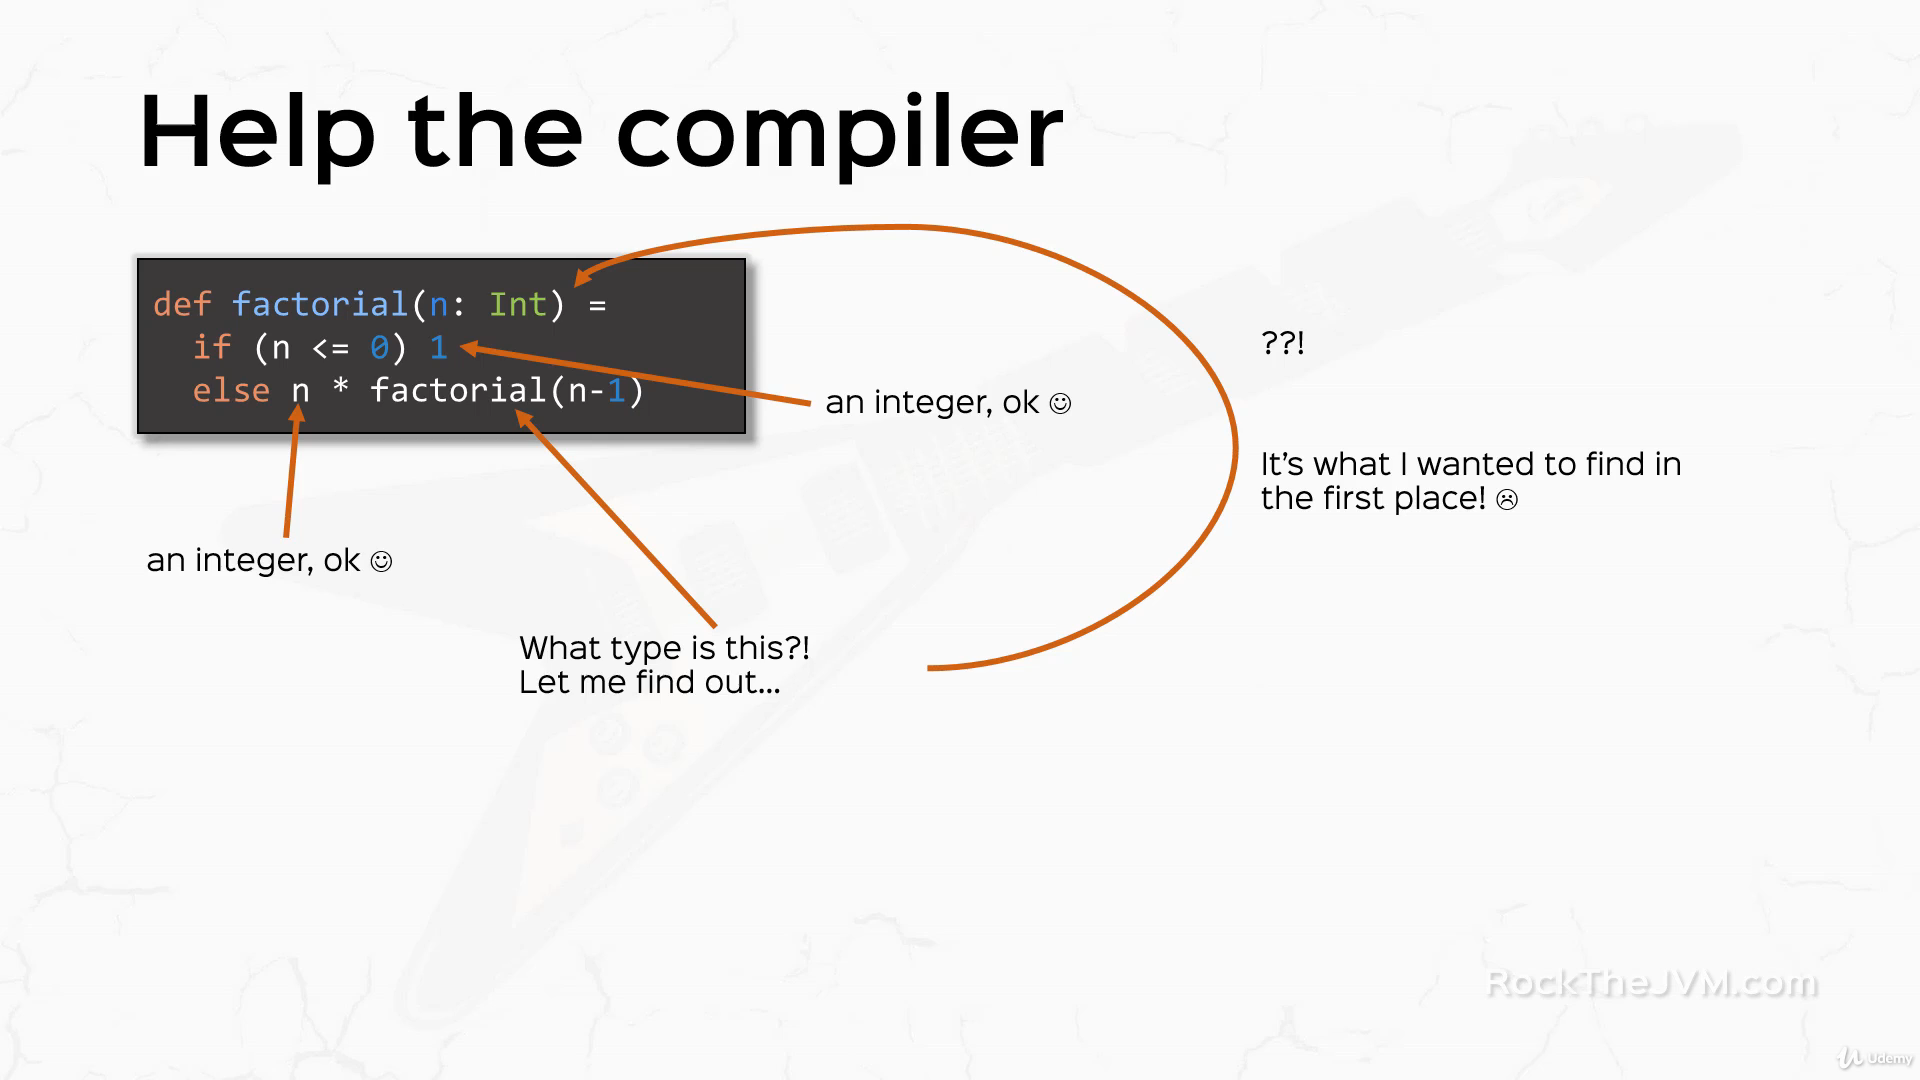 Help the compiler
def factorial(n: Int) =
  if (n <= 0) 1
  else n * factorial(n-1)
an integer, ok ☺
??!
It's what I wanted to find in
the first place! ☹
an integer, ok ☺
What type is this?!
Let me find out...
RockTheJVM.com
Udemy